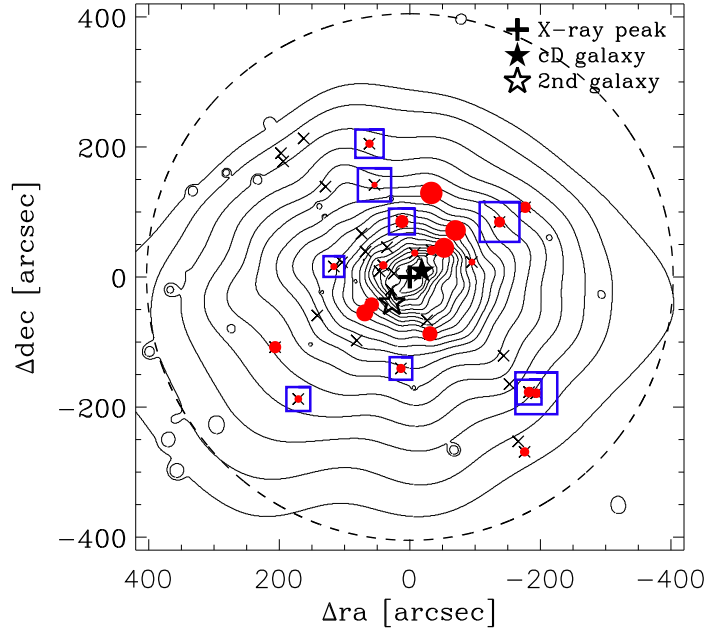 X-ray peak
cD galaxy
2nd galaxy
400
200
0
−200
−400
Δdec [arcsec]
400 200 0 −200 −400
Δra [arcsec]